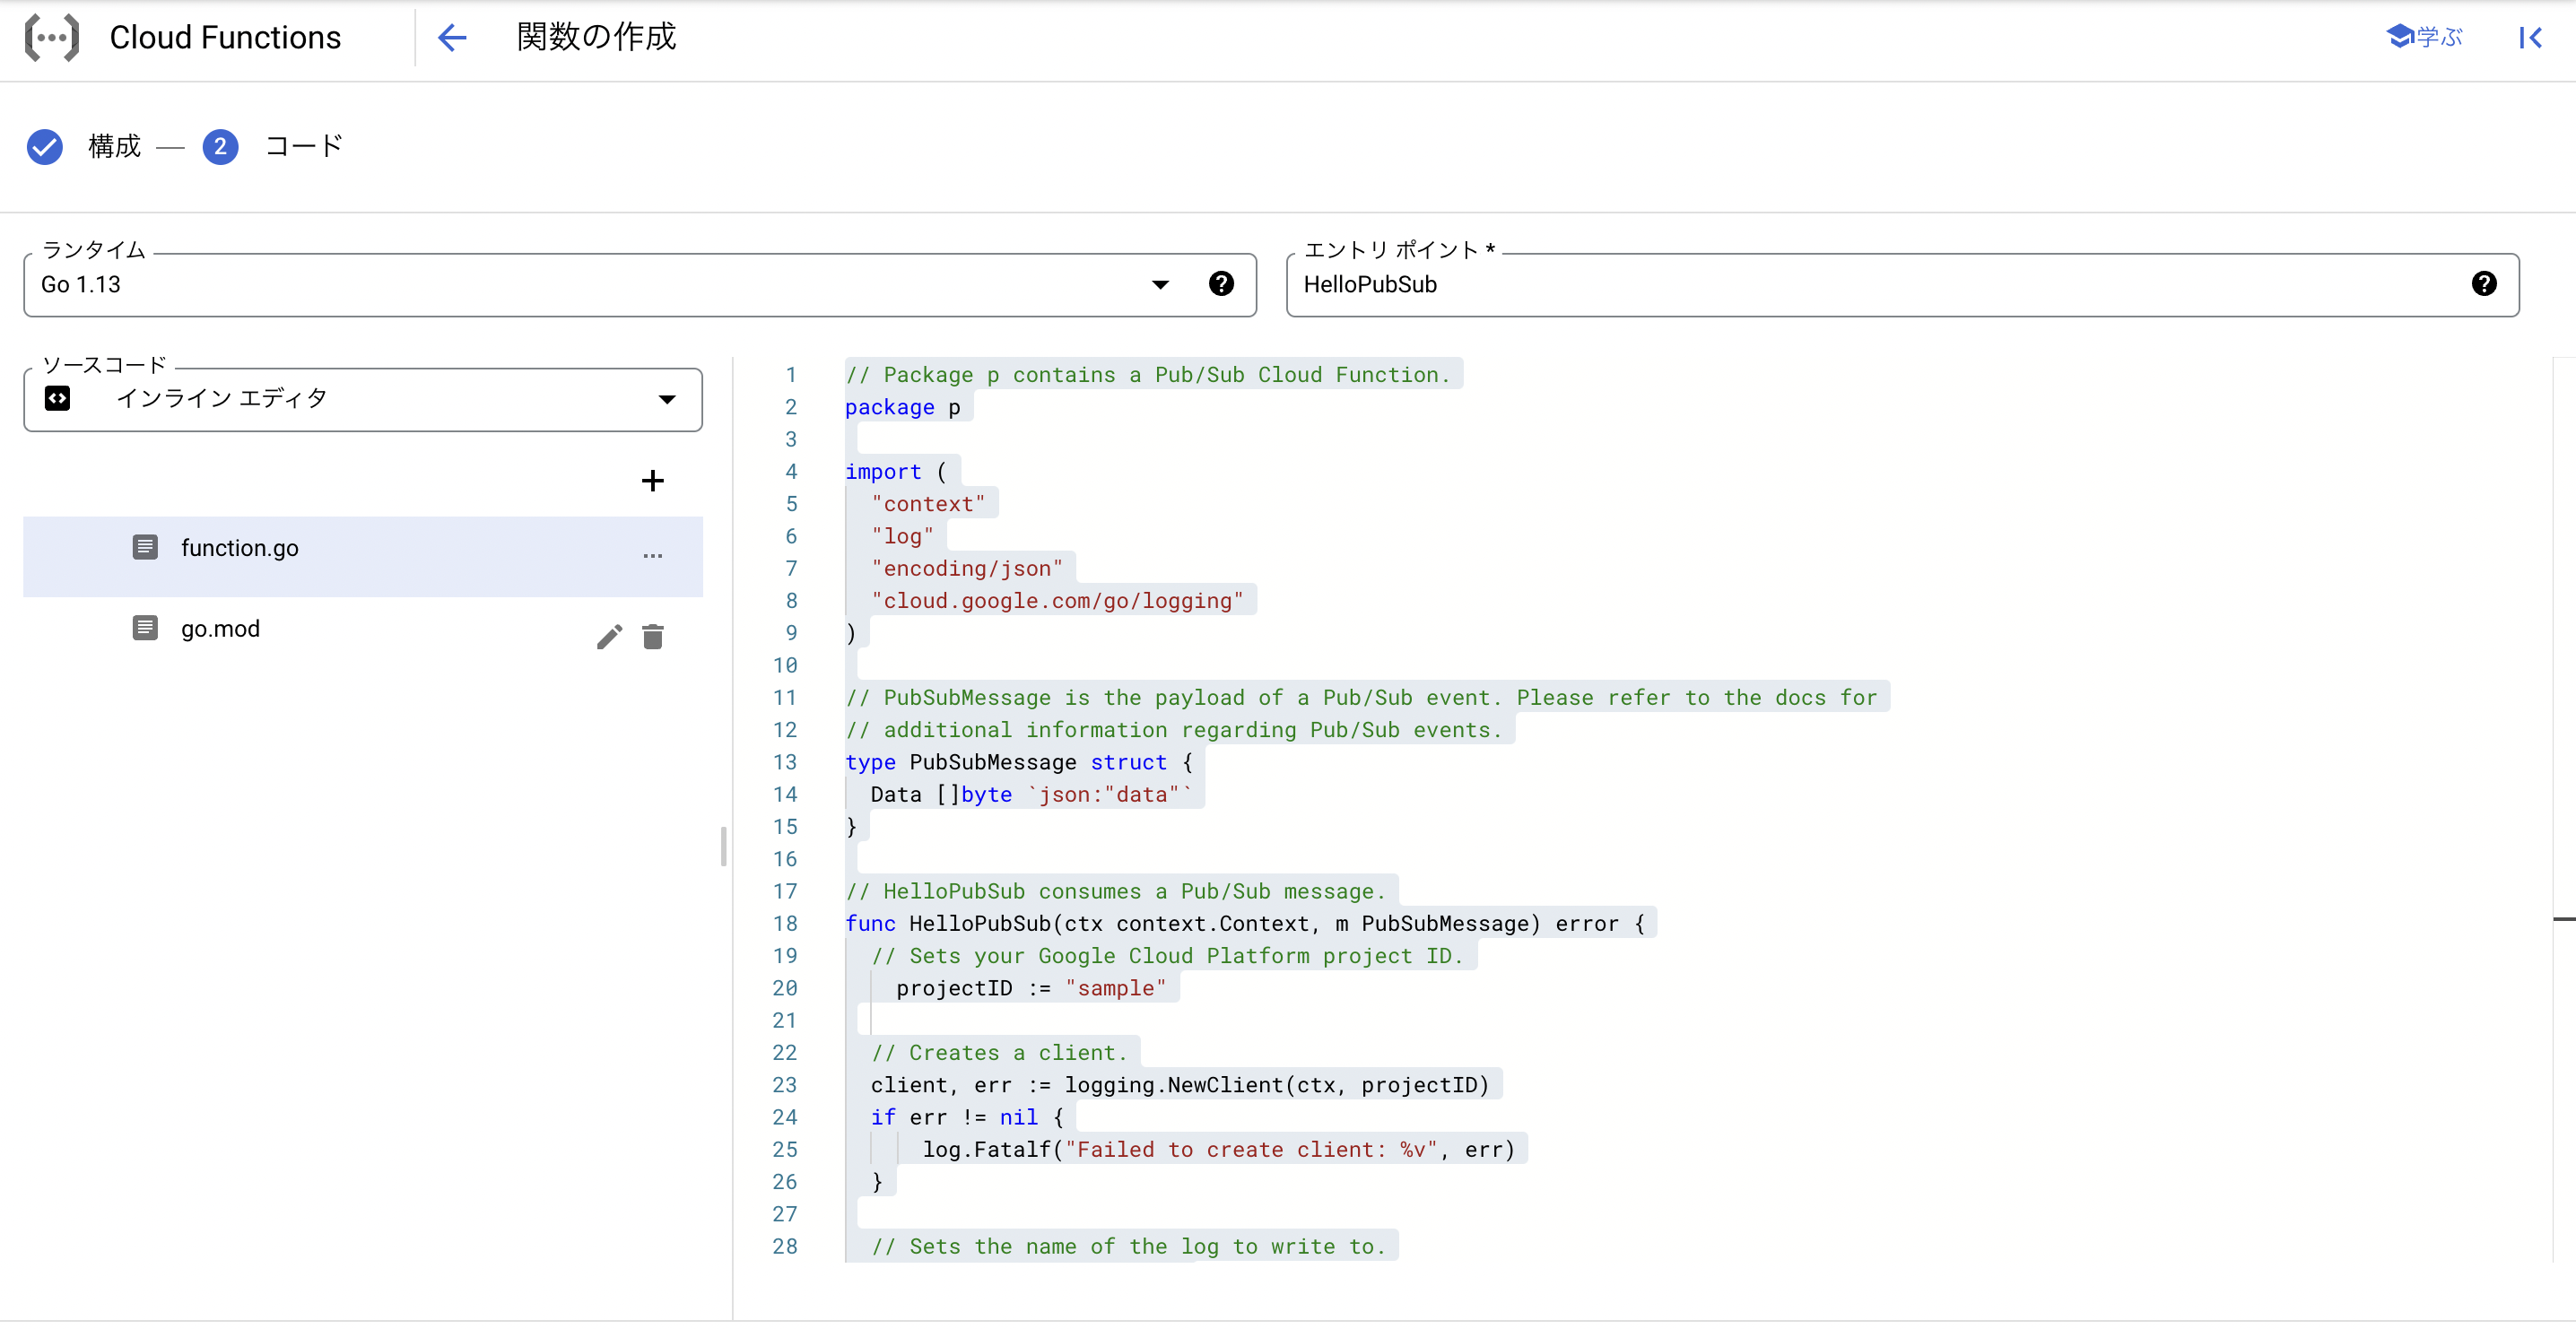 Cloud Functions
関数の作成
学ぶ
構成 — 2 コード
ランタイム
Go 1.13
エントリ ポイント *
HelloPubSub
ソースコード
インライン エディタ
function.go
go.mod
1 // Package p contains a Pub/Sub Cloud Function.
2 package p
3
4 import (
5 "context"
6 "log"
7 "encoding/json"
8 "cloud.google.com/go/logging"
9 )
10
11 // PubSubMessage is the payload of a Pub/Sub event. Please refer to the docs for
12 // additional information regarding Pub/Sub events.
13 type PubSubMessage struct {
14 Data []byte `json:"data"`
15 }
16
17 // HelloPubSub consumes a Pub/Sub message.
18 func HelloPubSub(ctx context.Context, m PubSubMessage) error {
19 // Sets your Google Cloud Platform project ID.
20 projectID := "sample"
21
22 // Creates a client.
23 client, err := logging.NewClient(ctx, projectID)
24 if err != nil {
25 log.Fatalf("Failed to create client: %v", err)
26 }
27
28 // Sets the name of the log to write to.